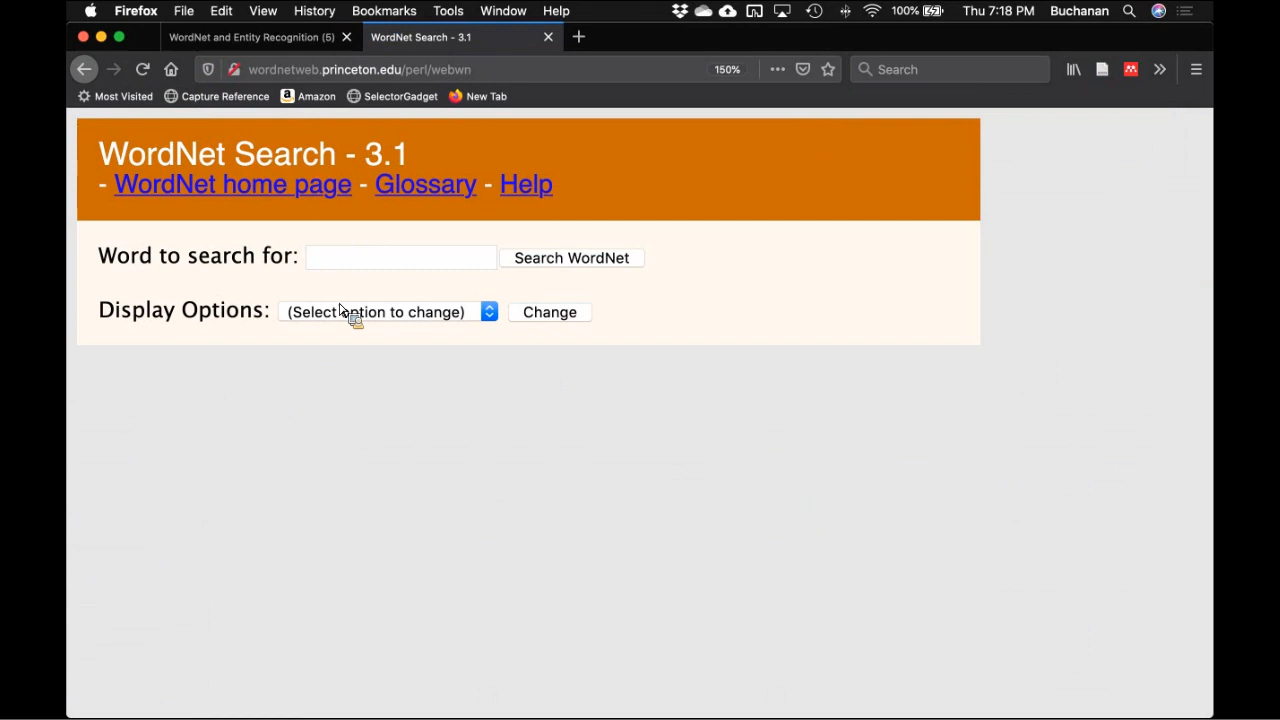 Firefox File Edit View History Bookmarks Tools Window Help 100% Thu 7:18 PM Buchanan
WordNet and Entity Recognition (5) WordNet Search - 3.1
wordnetweb.princeton.edu/perl/webwn 150% Search
Most Visited Capture Reference Amazon SelectorGadget New Tab
WordNet Search - 3.1
- WordNet home page - Glossary - Help
Word to search for: Search WordNet
Display Options: (Select option to change) Change